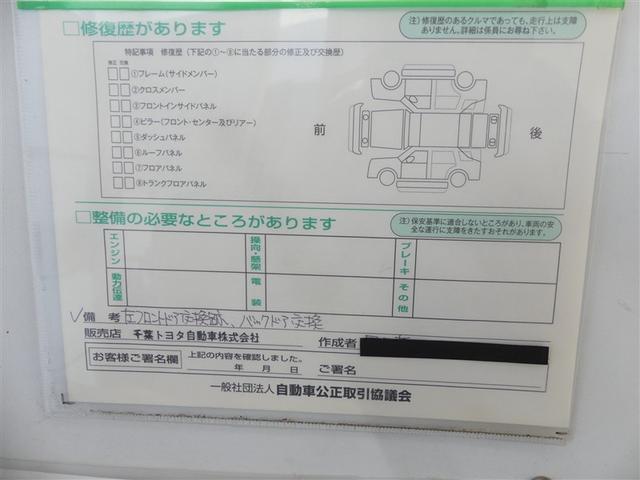 □修復歴があります
注)修復歴のあるクルマであっても、走行上は支障ありません。詳細は係員にお尋ね下さい。
特記事項 修復歴(下記の①~⑧に当たる部分の修正及び交換歴)
修正 交換
①フレーム(サイドメンバー)
②クロスメンバー
③フロントインサイドパネル
④ピラー(フロント・センター及びリアー)
⑤ダッシュパネル
⑥ルーフパネル
⑦フロアパネル
⑧トランクフロアパネル
前 後
□整備の必要なところがあります
注)保安基準に適合しないところがあり、車両の安全な運行に支障をきたすおそれがあります。
エンジン 操向・懸架 ブレーキ
動力伝達 電装 その他
✓備考 左フロントドア交換跡、バックドア交換
販売店 千葉トヨタ自動車株式会社 作成者
お客様ご署名欄 上記の内容を確認しました。
年 月 日 ご署名
一般社団法人 自動車公正取引協議会